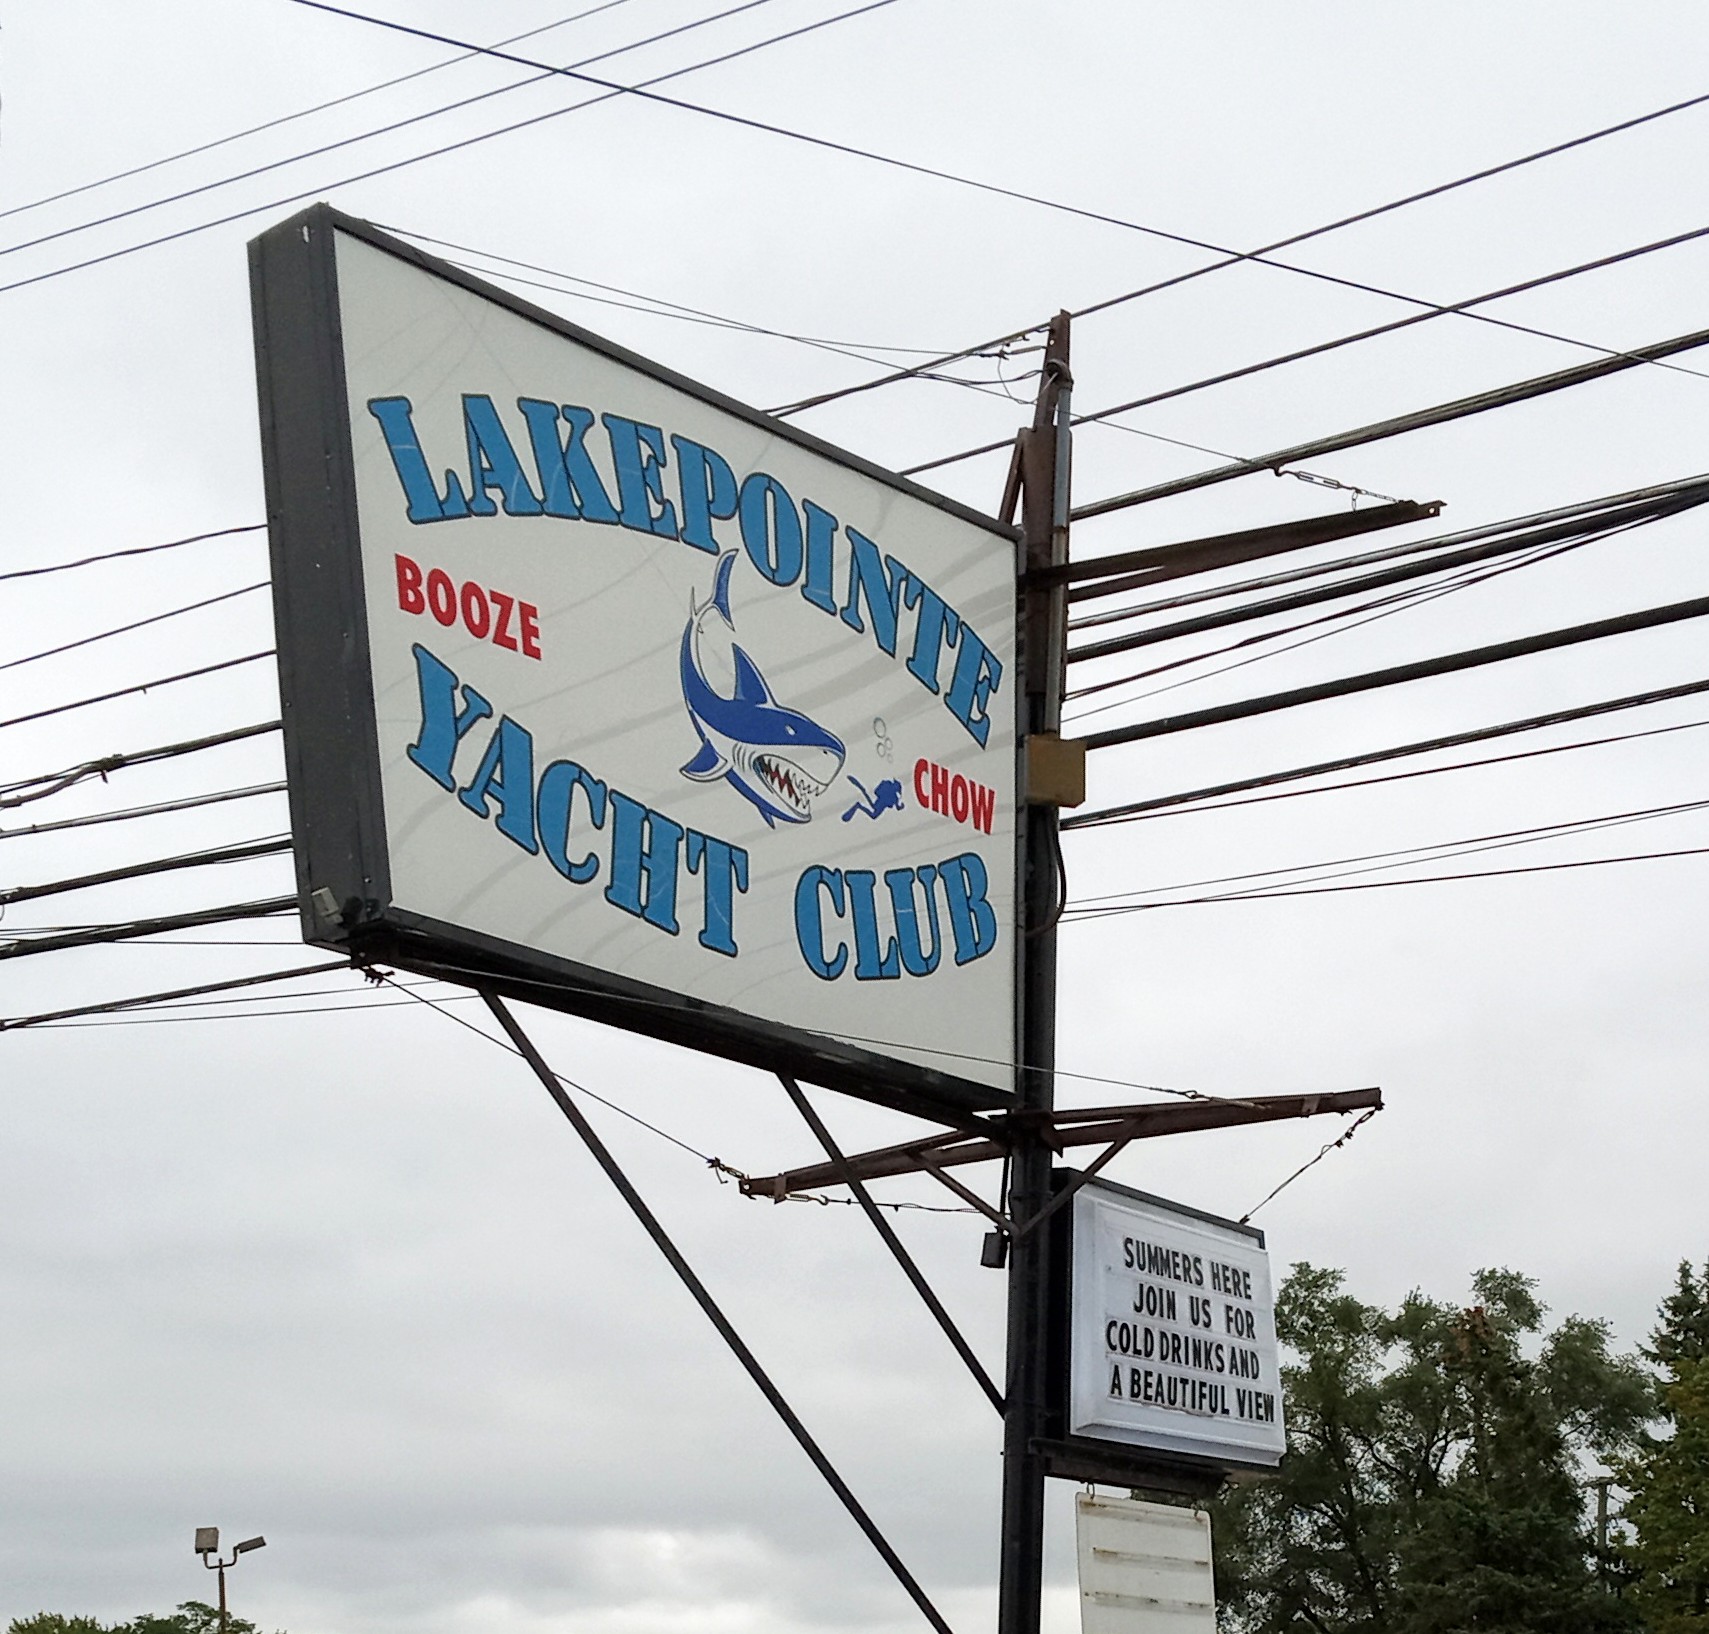 LAKEPOINTE
BOOZE
CHOW
YACHT CLUB
SUMMERS HERE
JOIN US FOR
COLD DRINKS AND
A BEAUTIFUL VIEW